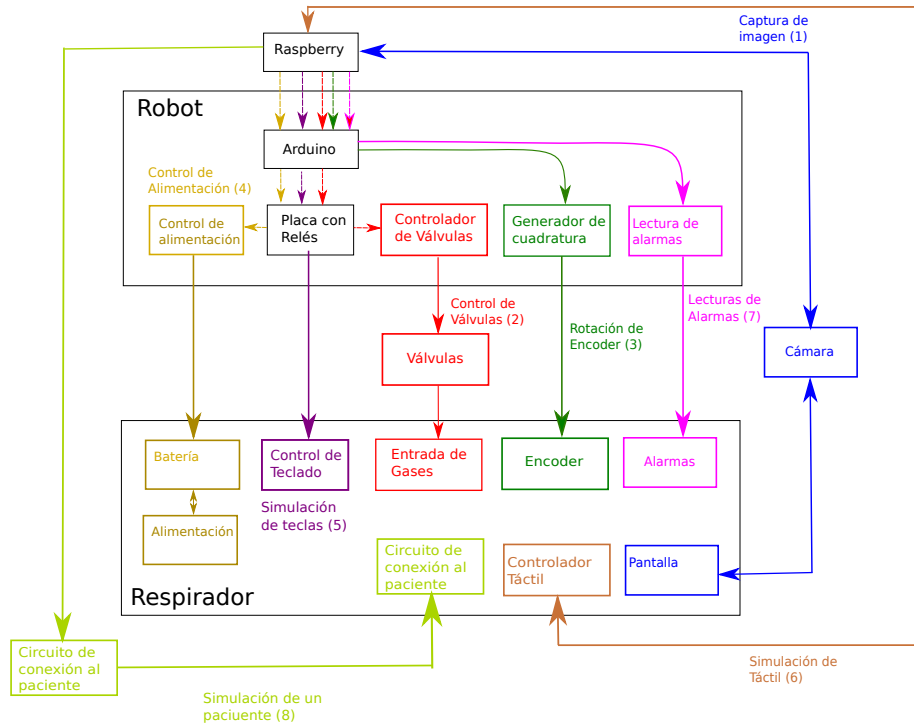 Captura de
imagen (1)
Raspberry
Robot
Arduino
Control de
Alimentación (4)
Control de
alimentación
Placa con
Relés
Controlador
de Válvulas
Generador de
cuadratura
Lectura de
alarmas
Control de
Válvulas (2)
Rotación de
Encoder (3)
Lecturas de
Alarmas (7)
Válvulas
Cámara
Batería
Control de
Teclado
Entrada de
Gases
Encoder
Alarmas
Simulación
de teclas (5)
Alimentación
Circuito de
conexión al
paciente
Controlador
Táctil
Pantalla
Respirador
Circuito de
conexión al
paciente
Simulación de
Táctil (6)
Simulación de un
paciuente (8)